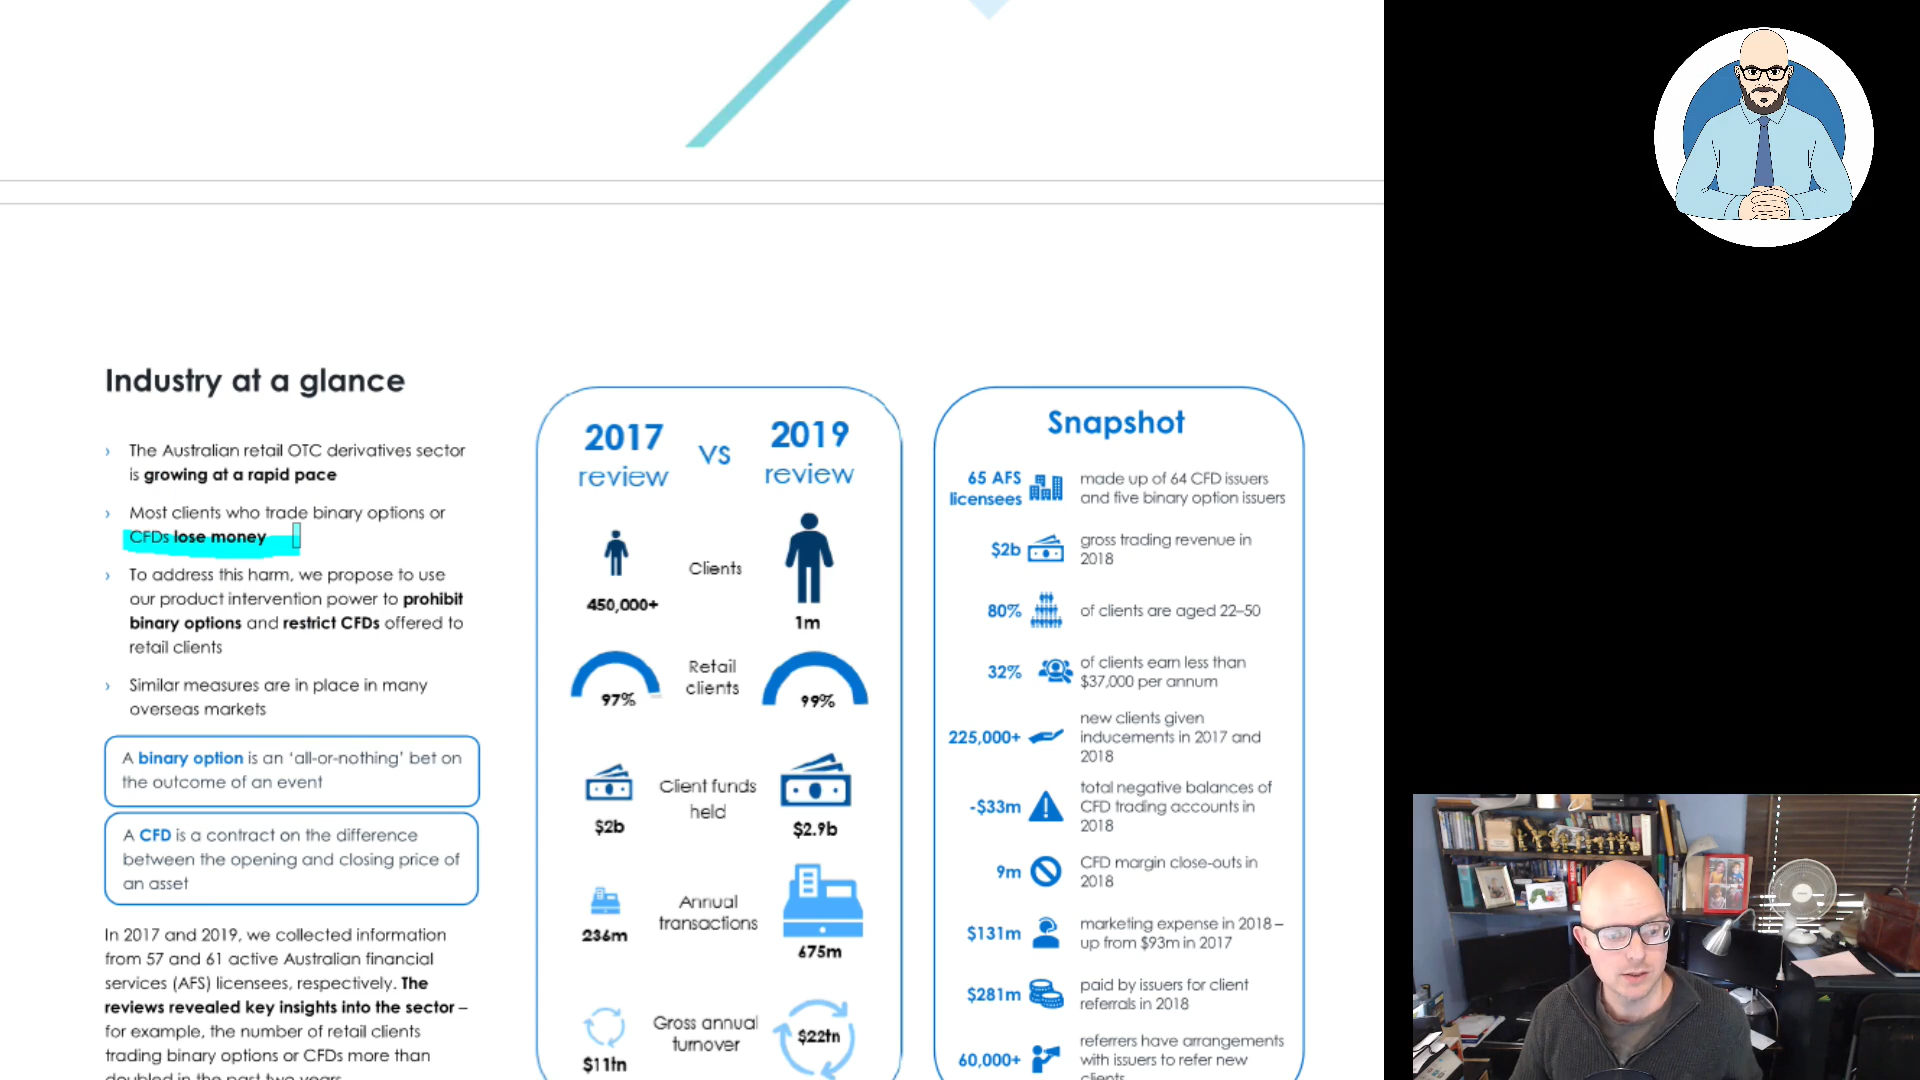 Industry at a glance
› The Australian retail OTC derivatives sector
is growing at a rapid pace
› Most clients who trade binary options or
CFDs lose money
› To address this harm, we propose to use
our product intervention power to prohibit
binary options and restrict CFDs offered to
retail clients
› Similar measures are in place in many
overseas markets
A binary option is an ‘all-or-nothing’ bet on
the outcome of an event
A CFD is a contract on the difference
between the opening and closing price of
an asset
In 2017 and 2019, we collected information
from 57 and 61 active Australian financial
services (AFS) licensees, respectively. The
reviews revealed key insights into the sector –
for example, the number of retail clients
trading binary options or CFDs more than
doubled in the past two years
2017
review
vs
2019
review
Clients
450,000+
1m
Retail
clients
97%
99%
Client funds
held
$2b
$2.9b
Annual
transactions
236m
675m
Gross annual
turnover
$11tn
$22tn
Snapshot
65 AFS
licensees
made up of 64 CFD issuers
and five binary option issuers
$2b
gross trading revenue in
2018
80%
of clients are aged 22–50
32%
of clients earn less than
$37,000 per annum
225,000+
new clients given
inducements in 2017 and
2018
-$33m
total negative balances of
CFD trading accounts in
2018
9m
CFD margin close-outs in
2018
$131m
marketing expense in 2018 –
up from $93m in 2017
$281m
paid by issuers for client
referrals in 2018
60,000+
referrers have arrangements
with issuers to refer new
clients